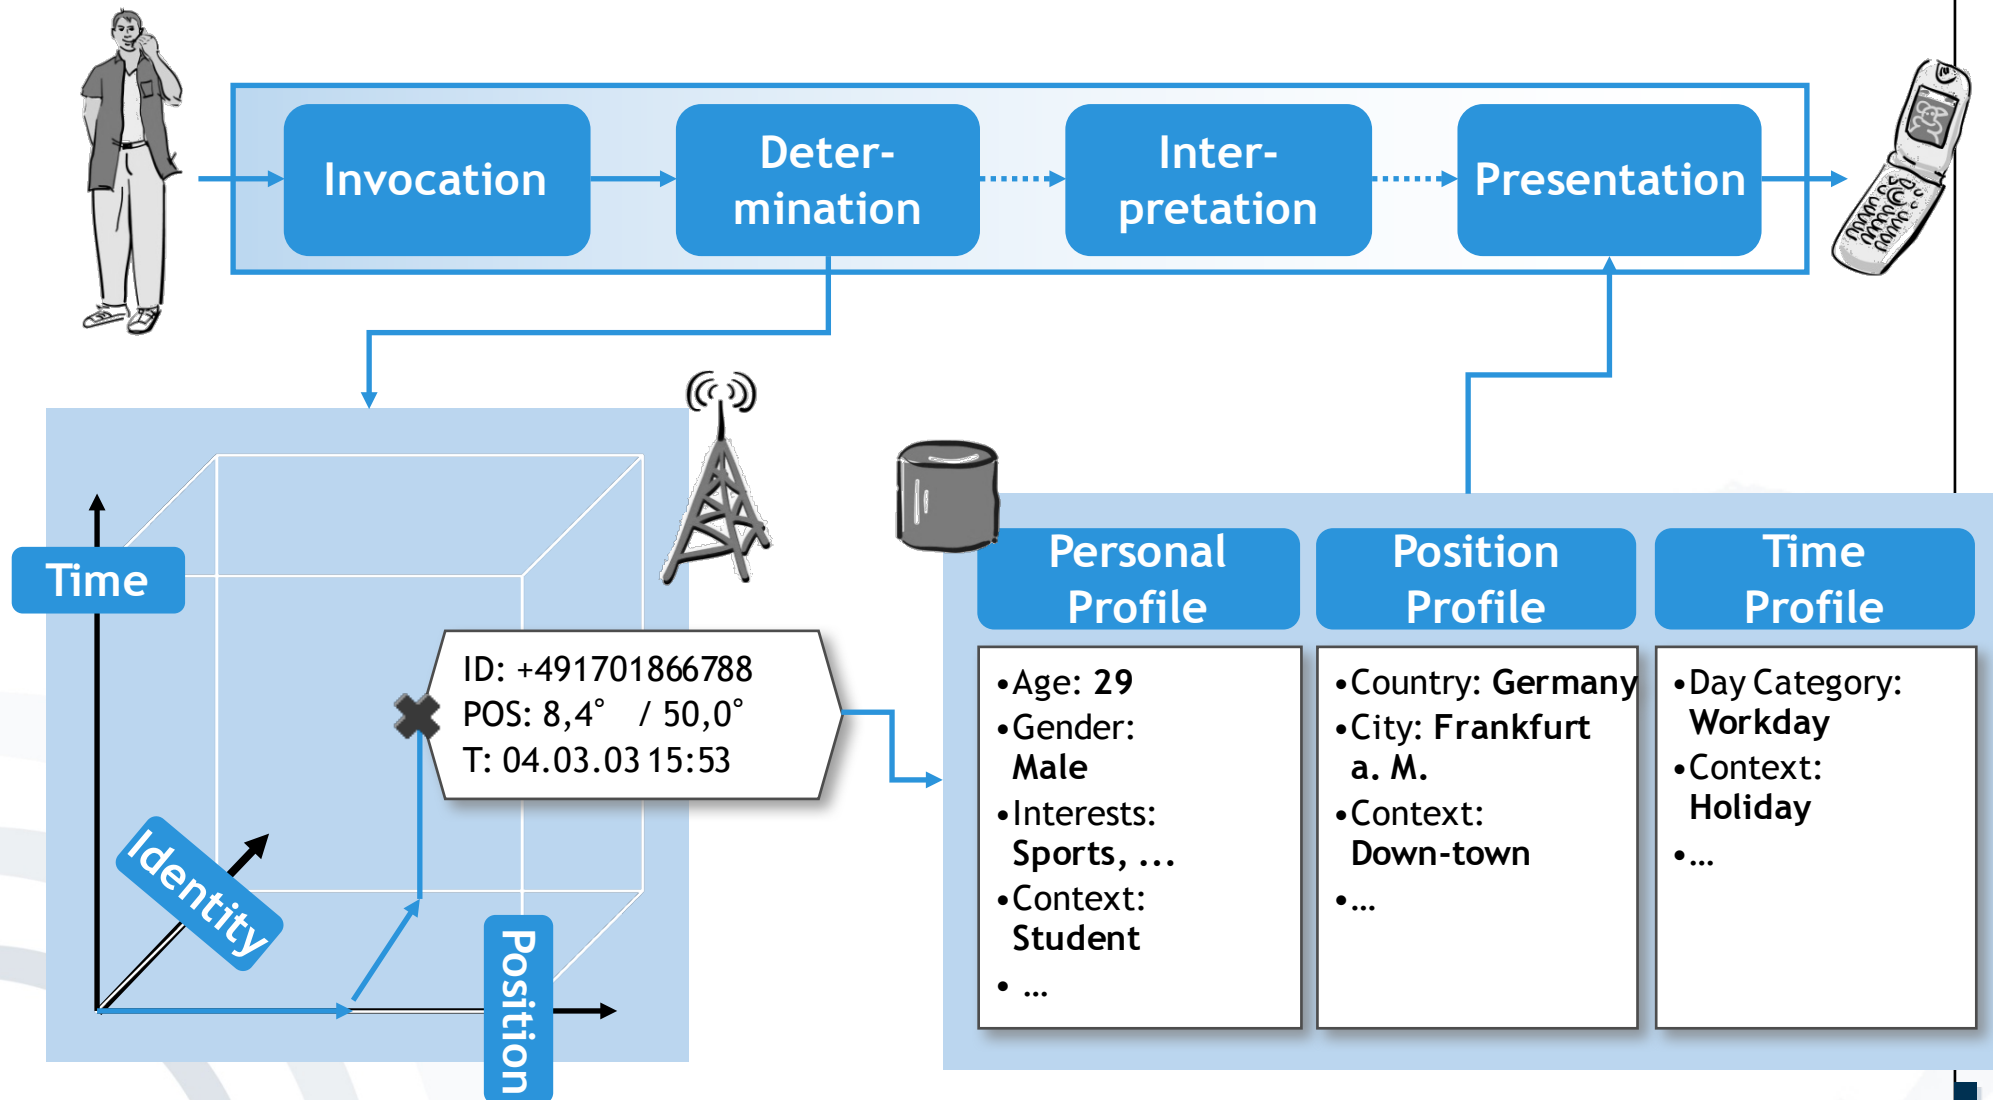 Invocation
Deter-
mination
Inter-
pretation
Presentation
Time
Identity
Position
ID: +491701866788
POS: 8,4° / 50,0°
T: 04.03.03 15:53
Personal
Profile
•Age: 29
•Gender:
Male
•Interests:
Sports, ...
•Context:
Student
• ...
Position
Profile
•Country: Germany
•City: Frankfurt
a. M.
•Context:
Down-town
•...
Time
Profile
•Day Category:
Workday
•Context:
Holiday
•...